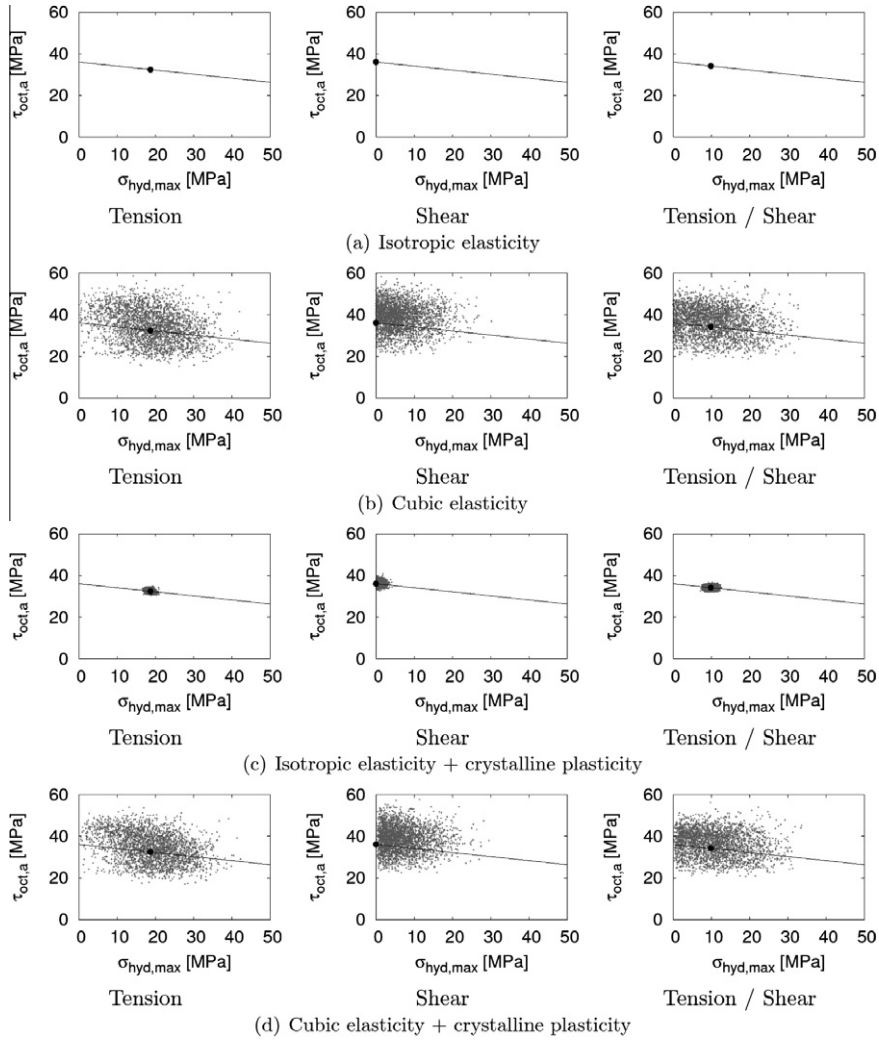 60 60 60
τoct,a [MPa] τoct,a [MPa] τoct,a [MPa]
40 40 40
20 20 20
0 0 0
0 10 20 30 40 50 0 10 20 30 40 50 0 10 20 30 40 50
σhyd,max [MPa] σhyd,max [MPa] σhyd,max [MPa]
Tension Shear Tension / Shear
(a) Isotropic elasticity
60 60 60
τoct,a [MPa] τoct,a [MPa] τoct,a [MPa]
40 40 40
20 20 20
0 0 0
0 10 20 30 40 50 0 10 20 30 40 50 0 10 20 30 40 50
σhyd,max [MPa] σhyd,max [MPa] σhyd,max [MPa]
Tension Shear Tension / Shear
(b) Cubic elasticity
60 60 60
τoct,a [MPa] τoct,a [MPa] τoct,a [MPa]
40 40 40
20 20 20
0 0 0
0 10 20 30 40 50 0 10 20 30 40 50 0 10 20 30 40 50
σhyd,max [MPa] σhyd,max [MPa] σhyd,max [MPa]
Tension Shear Tension / Shear
(c) Isotropic elasticity + crystalline plasticity
60 60 60
τoct,a [MPa] τoct,a [MPa] τoct,a [MPa]
40 40 40
20 20 20
0 0 0
0 10 20 30 40 50 0 10 20 30 40 50 0 10 20 30 40 50
σhyd,max [MPa] σhyd,max [MPa] σhyd,max [MPa]
Tension Shear Tension / Shear
(d) Cubic elasticity + crystalline plasticity